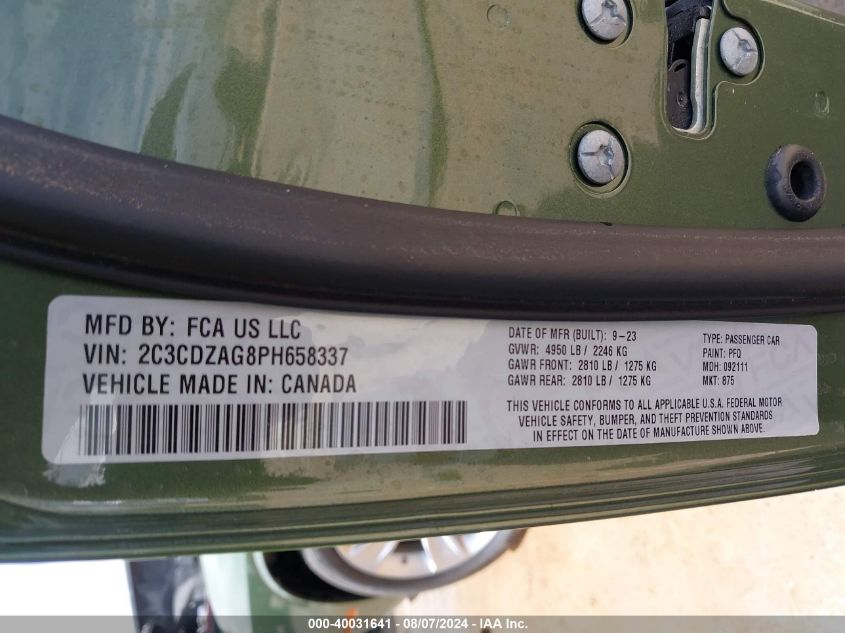 MFD BY: FCA US LLC
VIN: 2C3CDZAG8PH658337
VEHICLE MADE IN: CANADA
DATE OF MFR (BUILT): 9-23
GVWR: 4950 LB / 2246 KG
GAWR FRONT: 2810 LB / 1275 KG
GAWR REAR: 2810 LB / 1275 KG
TYPE: PASSENGER CAR
PAINT: PFQ
MDH: 092111
MKT: 875
THIS VEHICLE CONFORMS TO ALL APPLICABLE U.S.A. FEDERAL MOTOR
VEHICLE SAFETY, BUMPER, AND THEFT PREVENTION STANDARDS
IN EFFECT ON THE DATE OF MANUFACTURE SHOWN ABOVE.
000-40031641 - 08/07/2024 - IAA Inc.